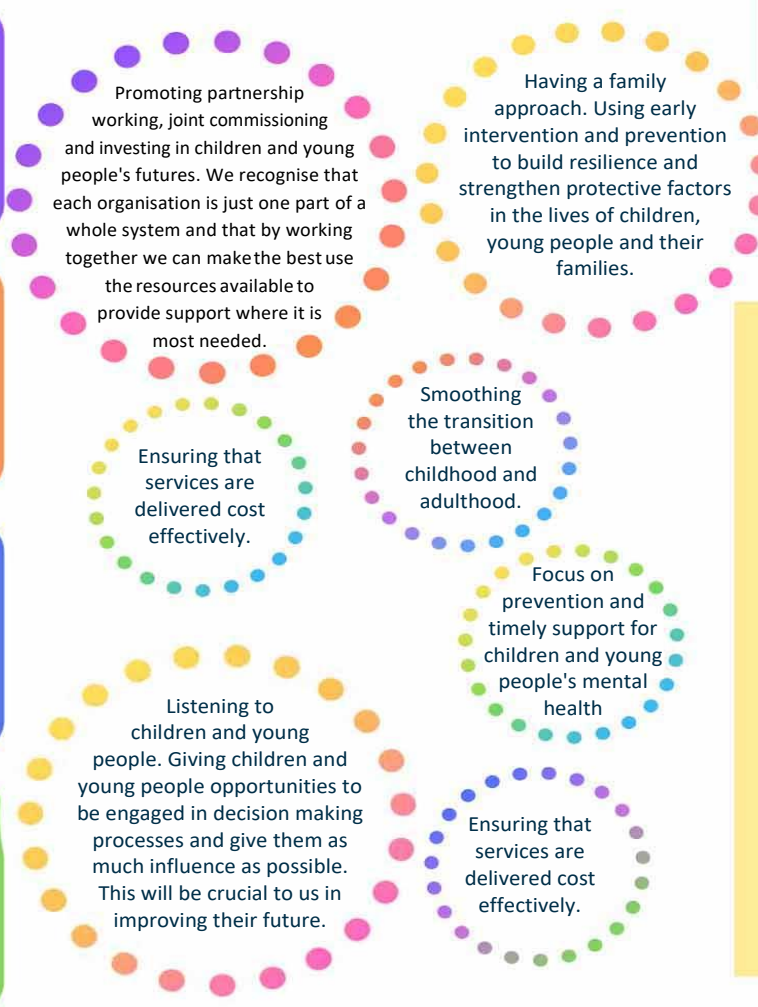 Promoting partnership
working, joint commissioning
and investing in children and young
people's futures. We recognise that
each organisation is just one part of a
whole system and that by working
together we can make the best use
the resources available to
provide support where it is
most needed.
Having a family
approach. Using early
intervention and prevention
to build resilience and
strengthen protective factors
in the lives of children,
young people and their
families.
Smoothing
the transition
between
childhood and
adulthood.
Ensuring that
services are
delivered cost
effectively.
Focus on
prevention and
timely support for
children and young
people's mental
health
Listening to
children and young
people. Giving children and
young people opportunities to
be engaged in decision making
processes and give them as
much influence as possible.
This will be crucial to us in
improving their future.
Ensuring that
services are
delivered cost
effectively.